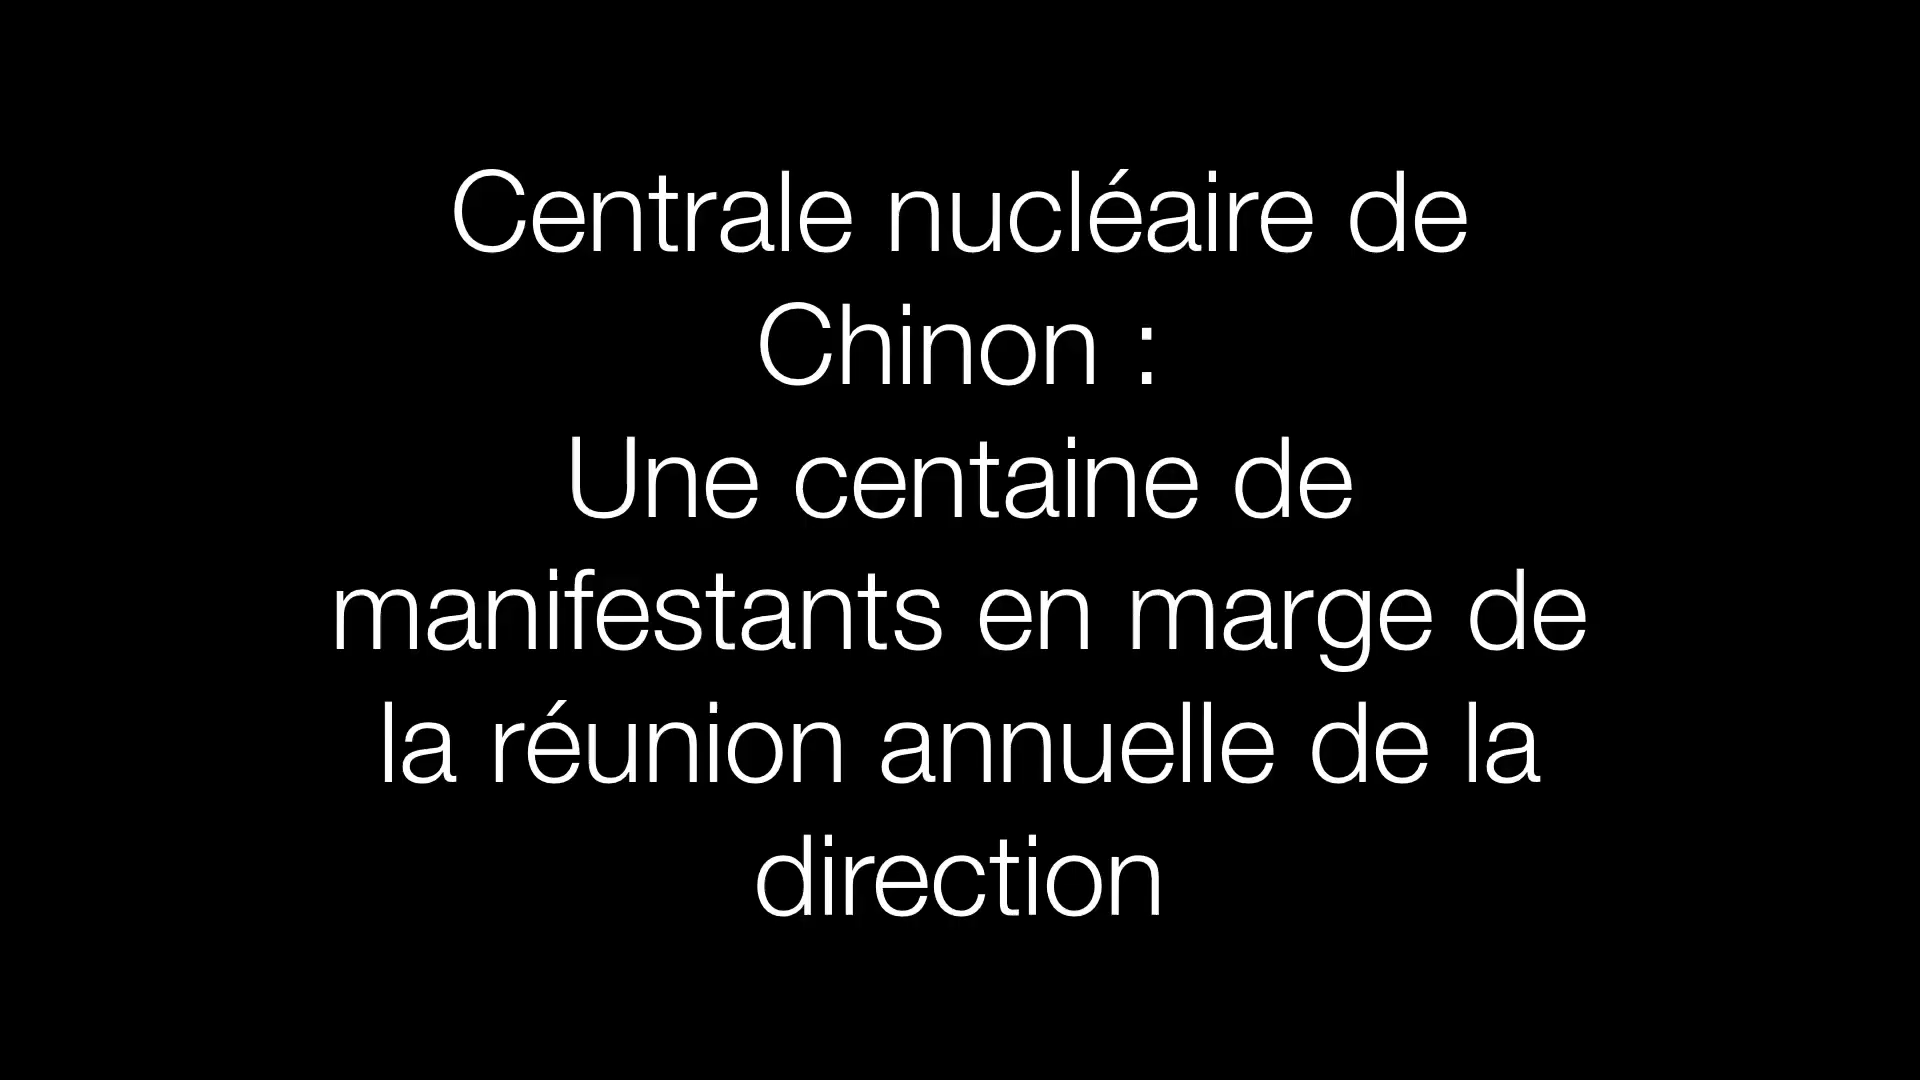 Centrale nucléaire de
Chinon :
Une centaine de
manifestants en marge de
la réunion annuelle de la
direction